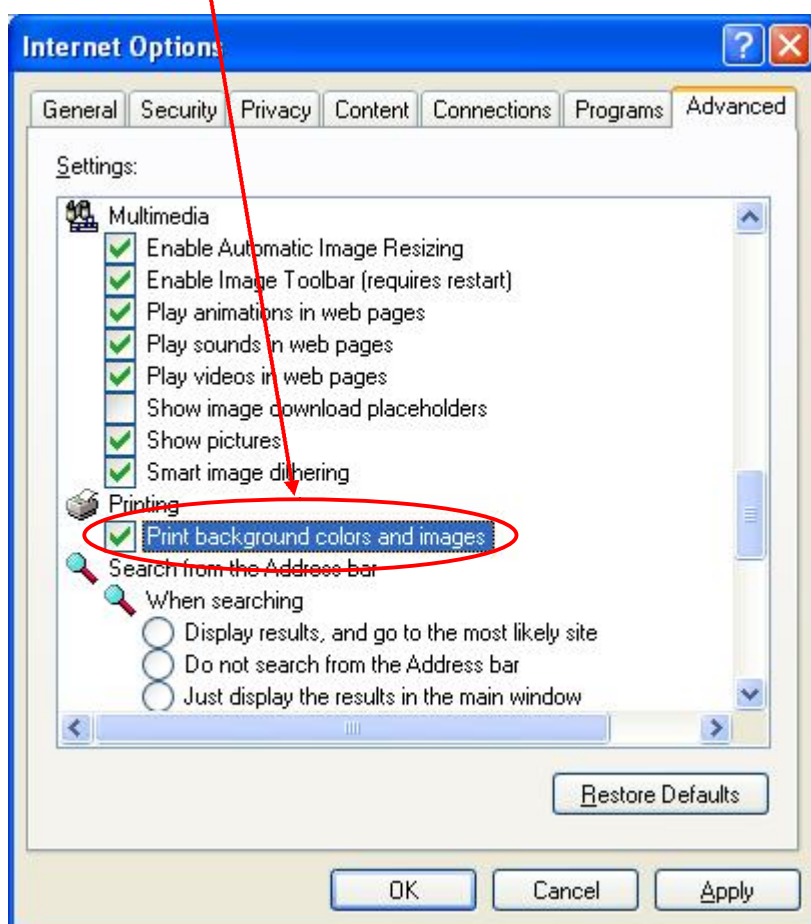 Internet Options
General Security Privacy Content Connections Programs Advanced
Settings:
Multimedia
Enable Automatic Image Resizing
Enable Image Toolbar (requires restart)
Play animations in web pages
Play sounds in web pages
Play videos in web pages
Show image download placeholders
Show pictures
Smart image dithering
Printing
Print background colors and images
Search from the Address bar
When searching
Display results, and go to the most likely site
Do not search from the Address bar
Just display the results in the main window
Restore Defaults
OK Cancel Apply